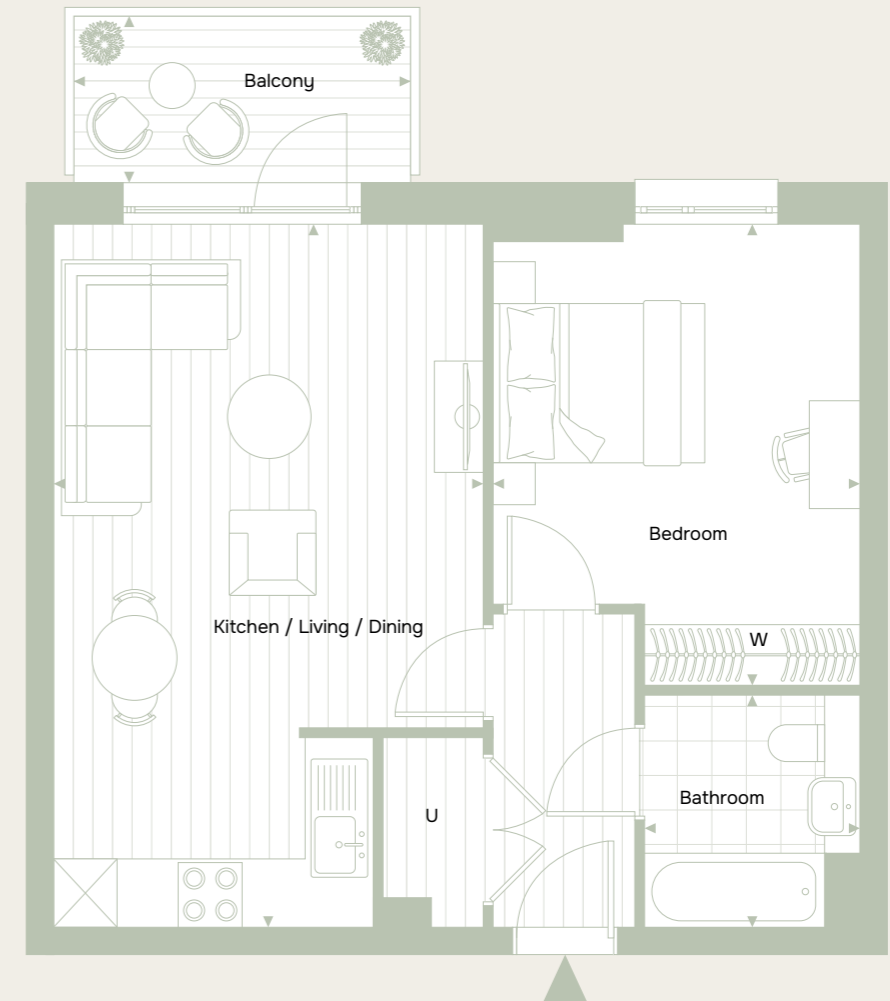 Balcony
Bedroom
Kitchen / Living / Dining
W
Bathroom
U